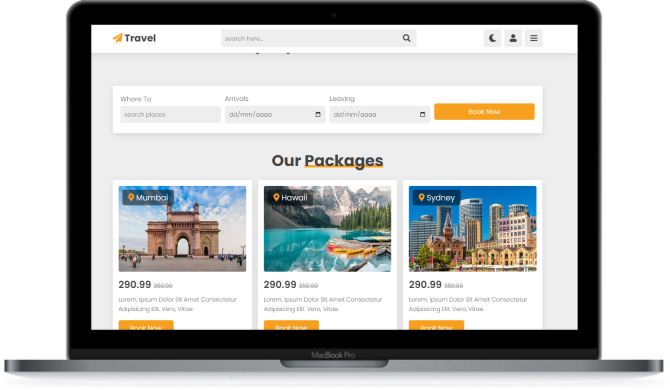 Travel
search here..
Where To
Arrivals
Leaving
search places
dd/mm/aaaa
dd/mm/aaaa
Book Now
Our Packages
Mumbai
Hawaii
Sydney
290.99 350.99
290.99 350.99
290.99 350.99
Lorem, Ipsum Dolor Sit Amet Consectetur
Adipisicing Elit. Vero, Vitae.
Lorem, Ipsum Dolor Sit Amet Consectetur
Adipisicing Elit. Vero, Vitae.
Lorem, Ipsum Dolor Sit Amet Consectetur
Adipisicing Elit. Vero, Vitae.
Book Now
Book Now
Book Now
MacBook Pro